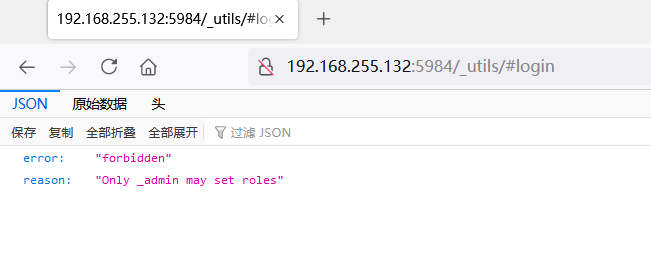 192.168.255.132:5984/_utils/#lo
192.168.255.132:5984/_utils/#login
JSON 原始数据 头
保存 复制 全部折叠 全部展开 过滤 JSON
error: "forbidden"
reason: "Only _admin may set roles"